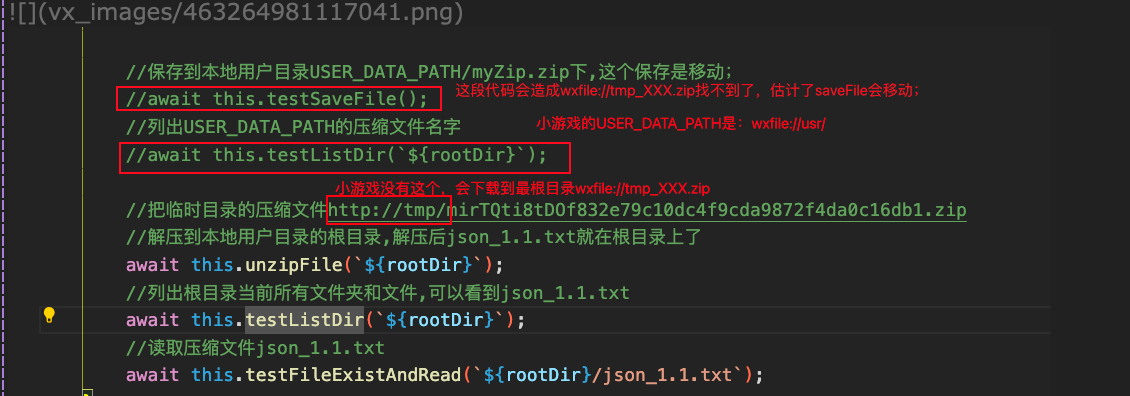 ![](vx_images/463264981117041.png)
//保存到本地用户目录USER_DATA_PATH/myZip.zip下,这个保存是移动;
//await this.testSaveFile();
这段代码会造成wxfile://tmp_XXX.zip找不到了，估计了saveFile会移动；
//列出USER_DATA_PATH的压缩文件名字
小游戏的USER_DATA_PATH是：wxfile://usr/
//await this.testListDir(`${rootDir}`);
小游戏没有这个，会下载到最根目录wxfile://tmp_XXX.zip
//把临时目录的压缩文件http://tmp/mirTQti8tDOf832e79c10dc4f9cda9872f4da0c16db1.zip
//解压到本地用户目录的根目录,解压后json_1.1.txt就在根目录上了
await this.unzipFile(`${rootDir}`);
//列出根目录当前所有文件夹和文件,可以看到json_1.1.txt
await this.testListDir(`${rootDir}`);
//读取压缩文件json_1.1.txt
await this.testFileExistAndRead(`${rootDir}/json_1.1.txt`);